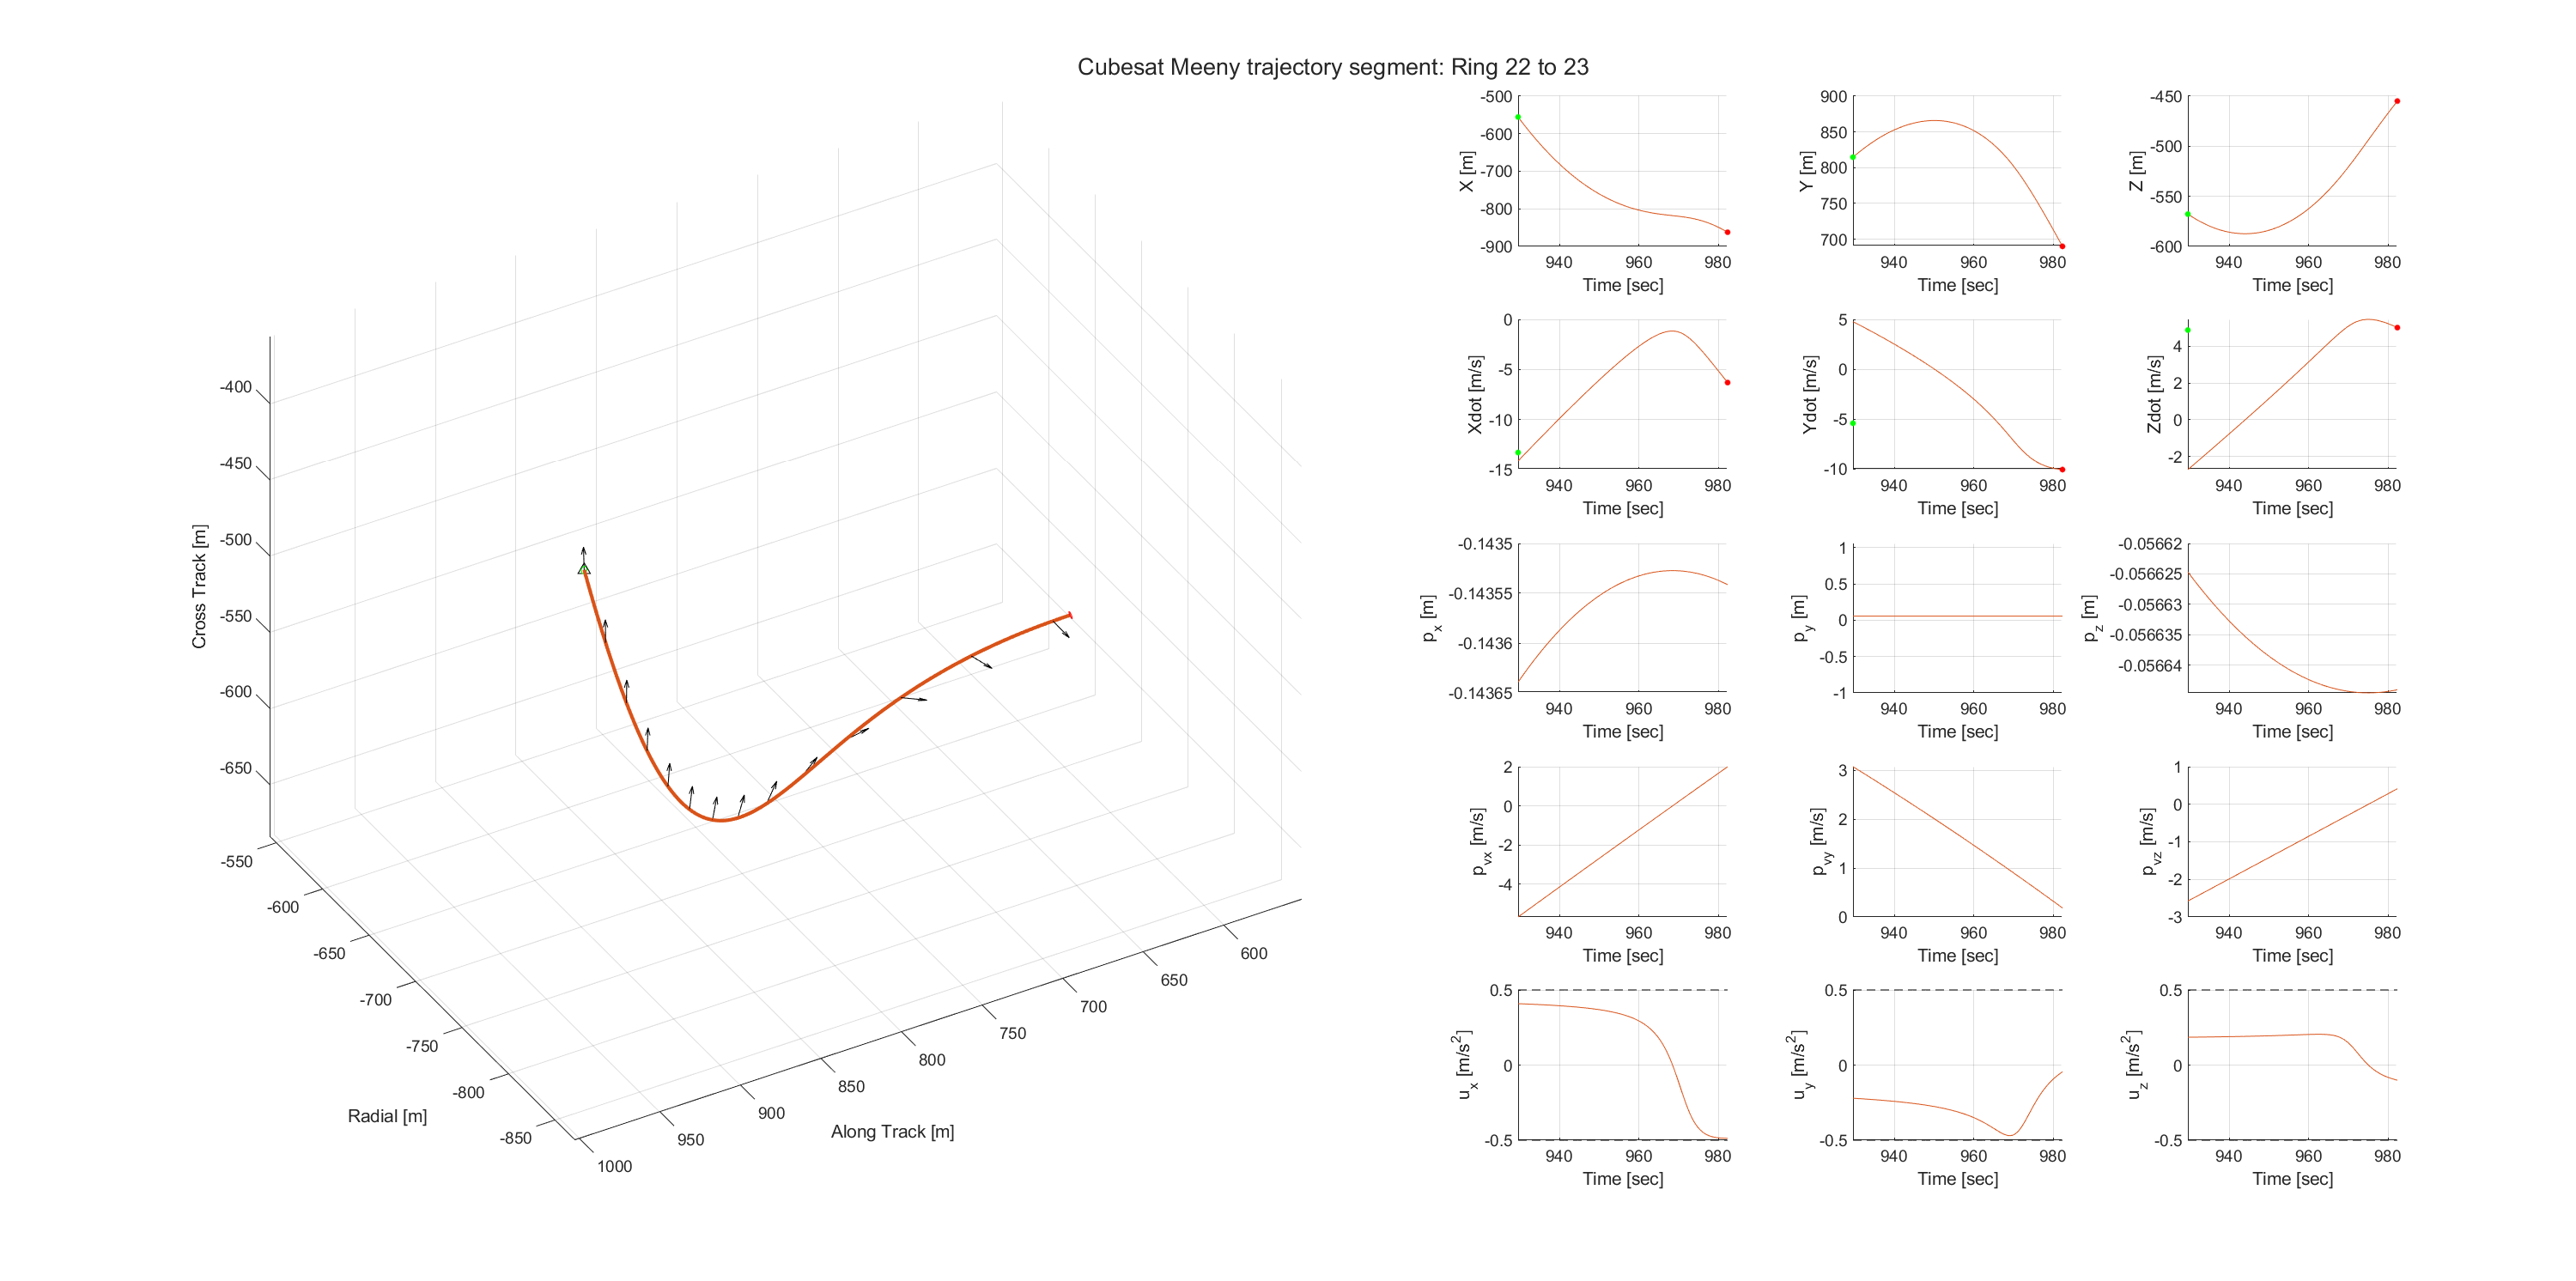 Cubesat Meeny trajectory segment: Ring 22 to 23
-400
-450
-500
-550
-600
-650
Cross Track [m]
-550
-600
-650
-700
-750
-800
-850
Radial [m]
1000
950
900
850
800
750
700
650
600
Along Track [m]
-500
-600
-700
-800
-900
X [m]
940 960 980
Time [sec]
900
850
800
750
700
Y [m]
940 960 980
Time [sec]
-450
-500
-550
-600
Z [m]
940 960 980
Time [sec]
0
-5
-10
-15
Xdot [m/s]
940 960 980
Time [sec]
5
0
-5
-10
Ydot [m/s]
940 960 980
Time [sec]
4
2
0
-2
Zdot [m/s]
940 960 980
Time [sec]
-0.1435
-0.14355
-0.1436
-0.14365
p_x [m]
940 960 980
Time [sec]
1
0.5
0
-0.5
-1
p_y [m]
940 960 980
Time [sec]
-0.05662
-0.056625
-0.05663
-0.056635
-0.05664
p_z [m]
940 960 980
Time [sec]
2
0
-2
-4
p_vx [m/s]
940 960 980
Time [sec]
3
2
1
0
p_vy [m/s]
940 960 980
Time [sec]
1
0
-1
-2
-3
p_vz [m/s]
940 960 980
Time [sec]
0.5
0
-0.5
u_x [m/s^2]
940 960 980
Time [sec]
0.5
0
-0.5
u_y [m/s^2]
940 960 980
Time [sec]
0.5
0
-0.5
u_z [m/s^2]
940 960 980
Time [sec]